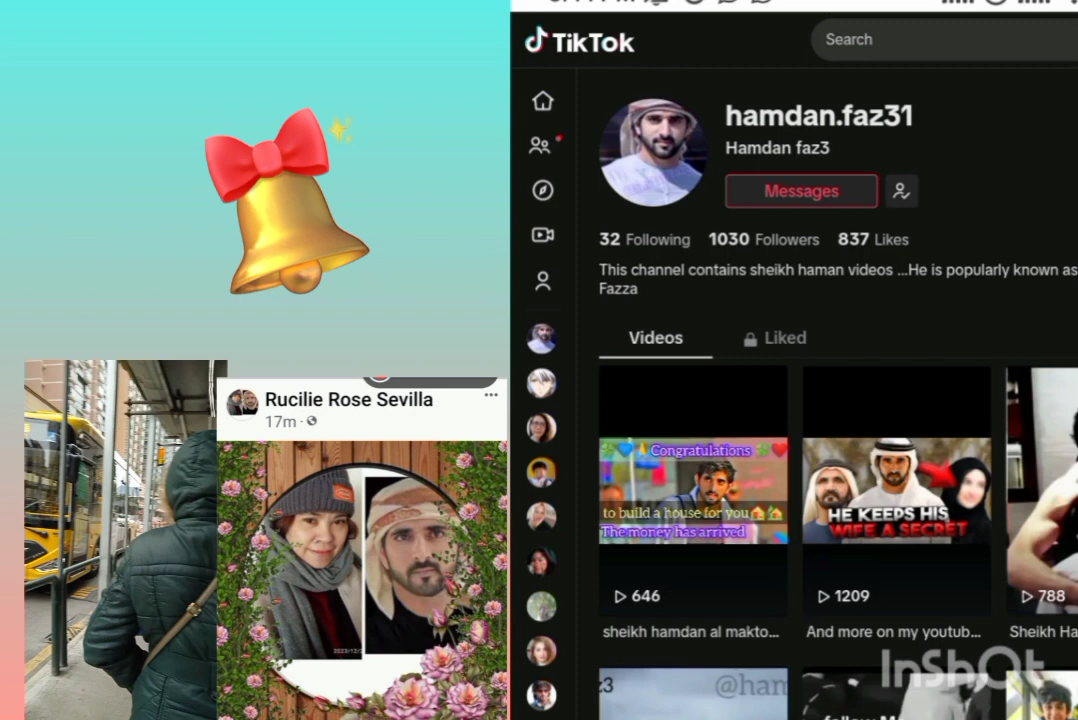 Rucilie Rose Sevilla
17m
TikTok
Search
hamdan.faz31
Hamdan faz3
Messages
32 Following 1030 Followers 837 Likes
This channel contains sheikh haman videos ...He is popularly known as
Fazza
Videos
Liked
Congratulations
to build a house for you
The money has arrived
646
sheikh hamdan al makto...
HE KEEPS HIS
WIFE A SECRET
1209
And more on my youtub...
788
Sheikh Ha
@ham
InShOt